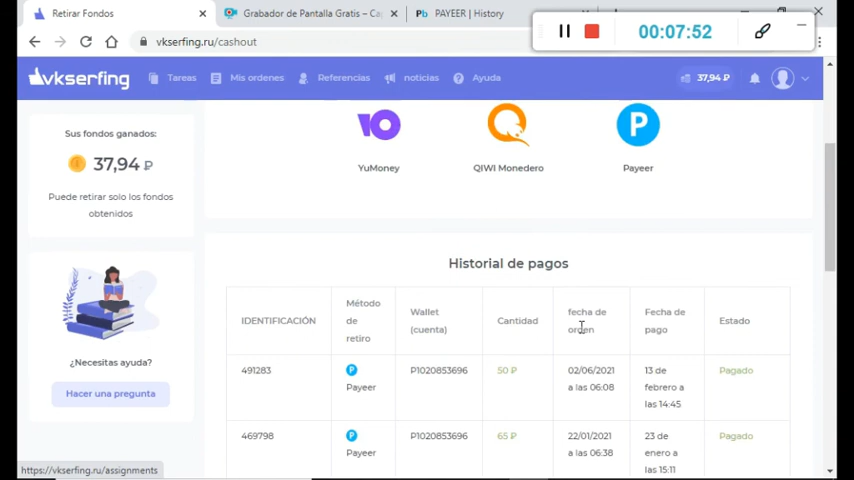 Retirar Fondos
Grabador de Pantalla Gratis – Ca
Pb PAYEER | History
00:07:52
vkserfing.ru/cashout
vkserfing
Tareas
Mis ordenes
Referencias
noticias
Ayuda
37,94 ₽
Sus fondos ganados:
37,94 ₽
Puede retirar solo los fondos
obtenidos
¿Necesitas ayuda?
Hacer una pregunta
P
YuMoney
QIWI Monedero
Payeer
Historial de pagos
IDENTIFICACIÓN
Método
de
retiro
Wallet
(cuenta)
Cantidad
fecha de
orden
Fecha de
pago
Estado
491283
P
Payeer
P1020853696
50 ₽
02/06/2021
a las 06:08
13 de
febrero a
las 14:45
Pagado
469798
P
Payeer
P1020853696
65 ₽
22/01/2021
a las 06:38
23 de
enero a
las 15:11
Pagado
https://vkserfing.ru/assignments